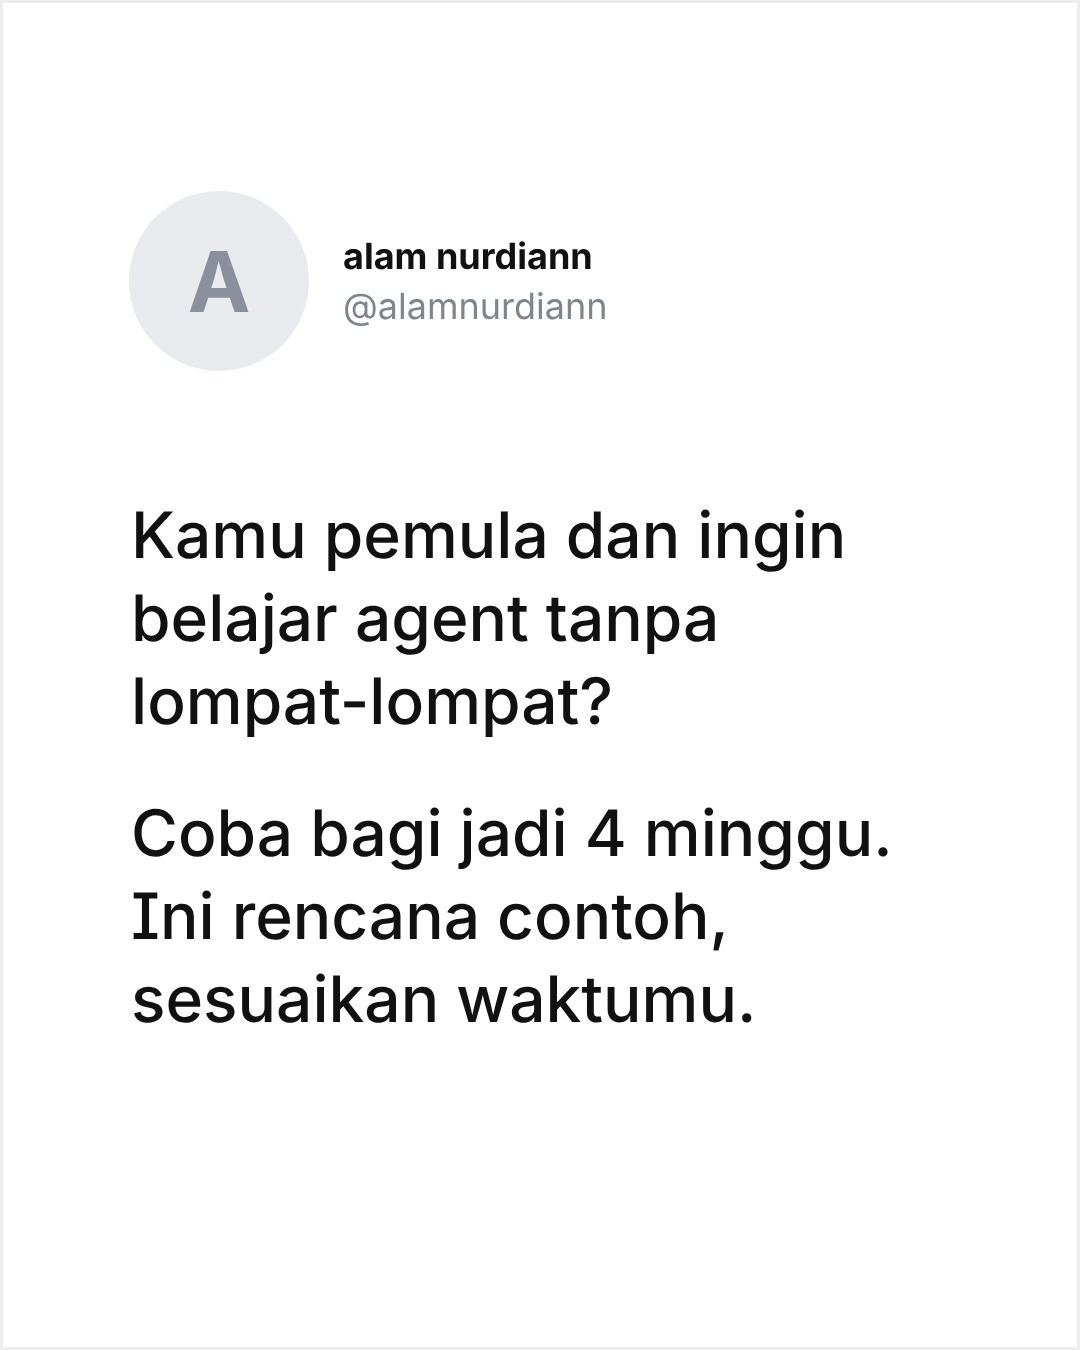 A
alam nurdiann
@alamnurdiann
Kamu pemula dan ingin
belajar agent tanpa
lompat-lompat?
Coba bagi jadi 4 minggu.
Ini rencana contoh,
sesuaikan waktumu.